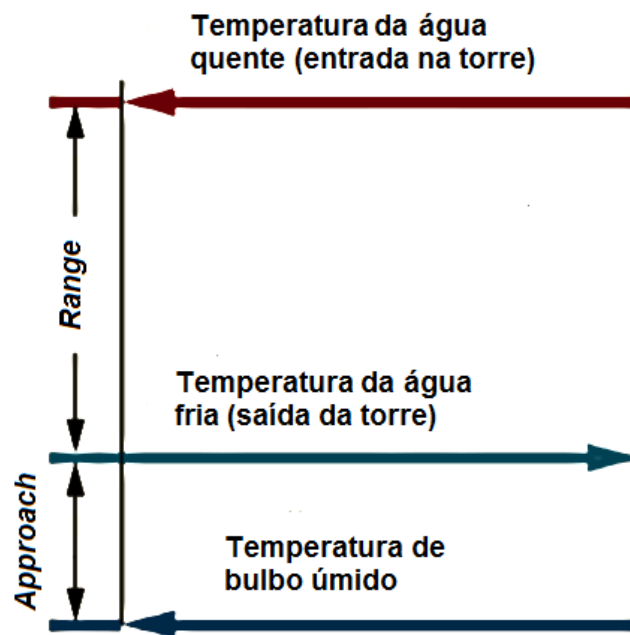 Temperatura da água
quente (entrada na torre)
Range
Temperatura da água
fria (saída da torre)
Approach
Temperatura de
bulbo úmido